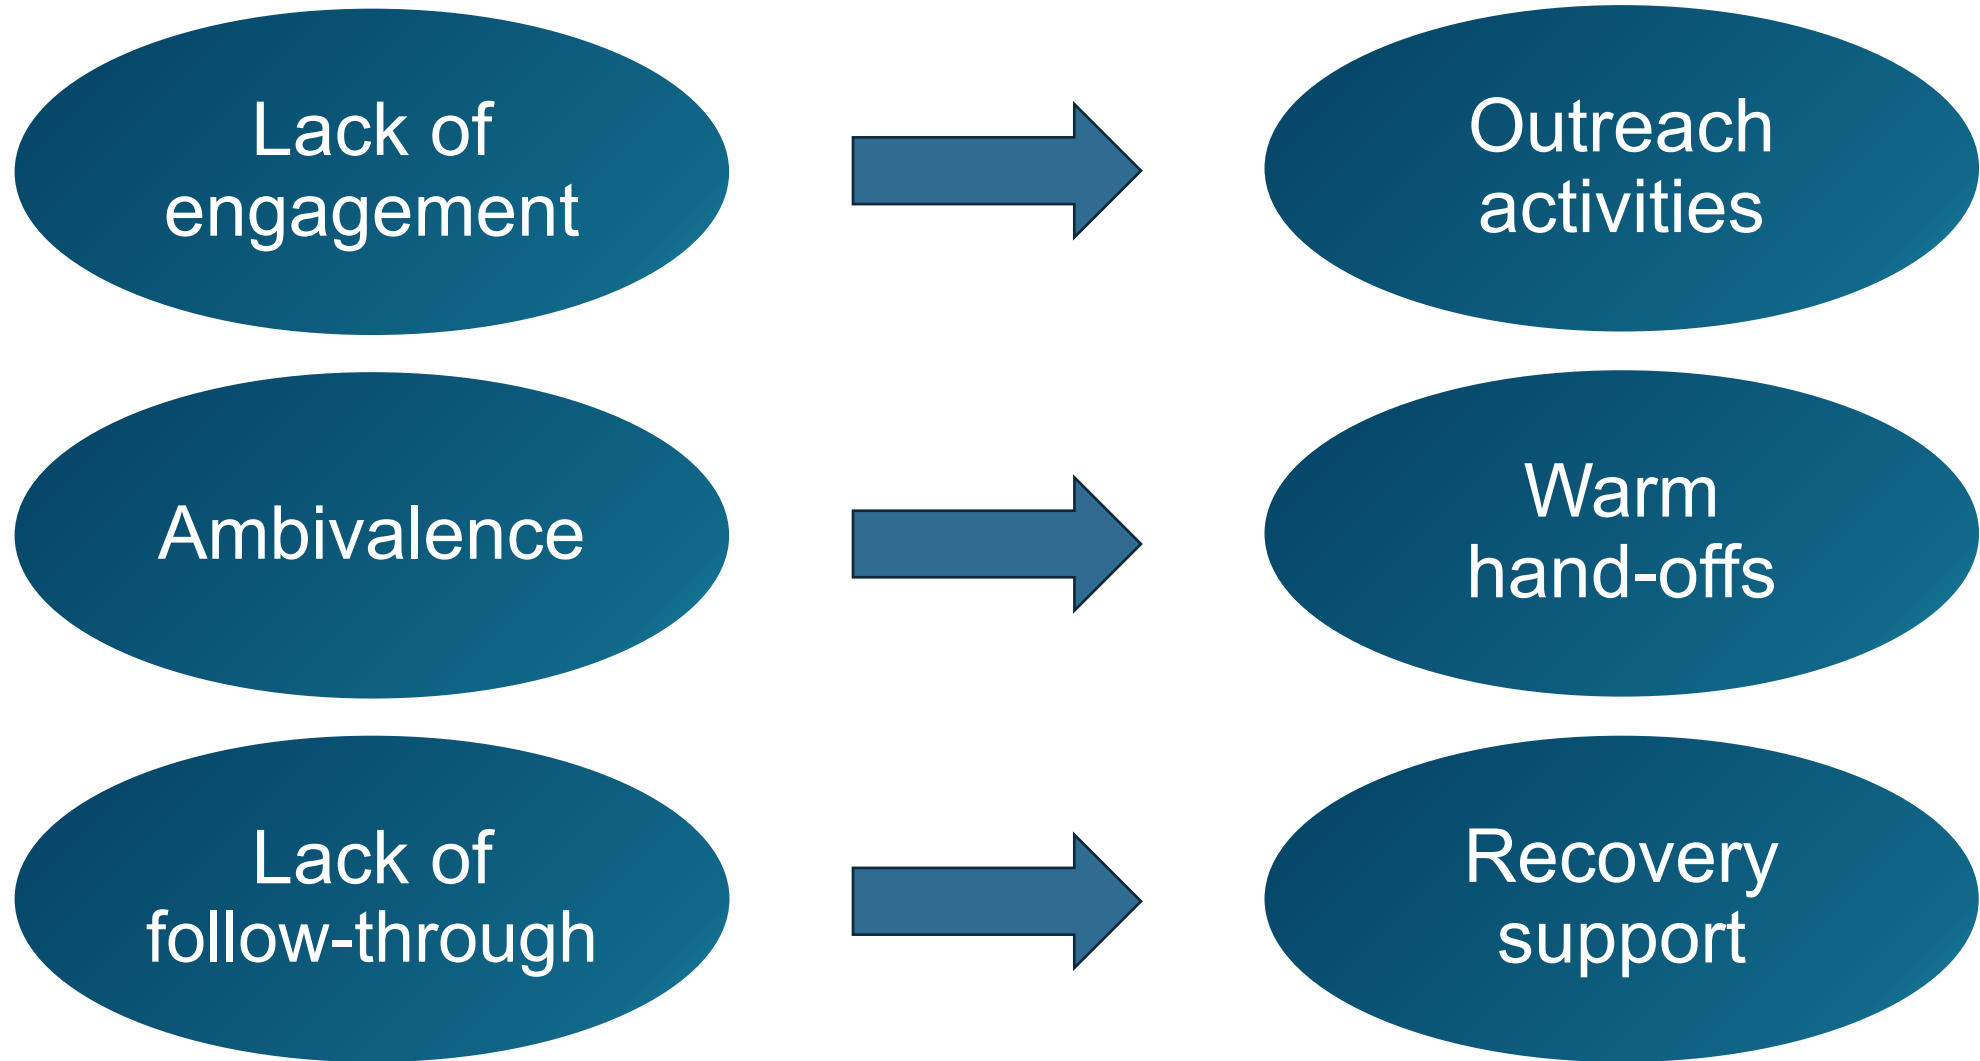 Lack of
engagement
Outreach
activities
Ambivalence
Warm
hand-offs
Lack of
follow-through
Recovery
support